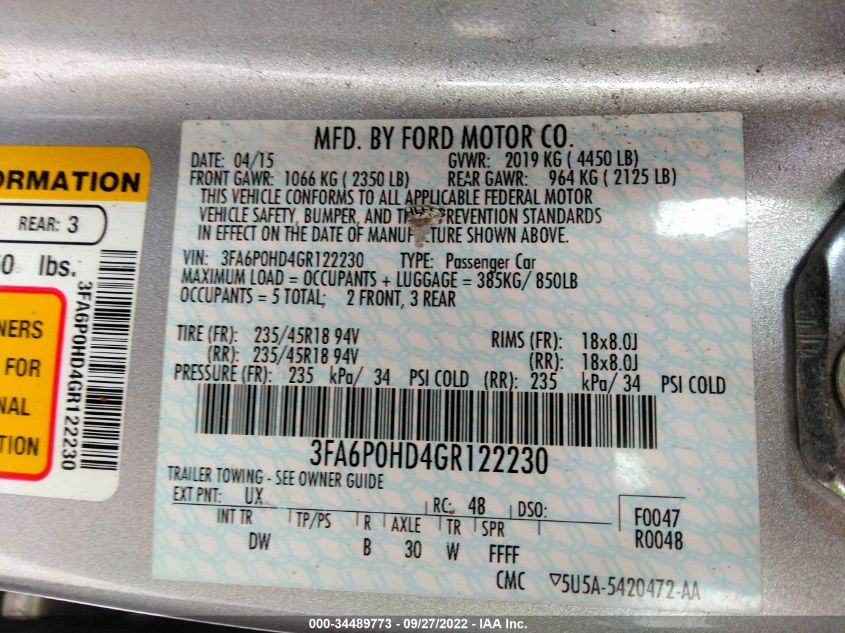 ORMATION
REAR: 3
0 lbs.
NERS
FOR
NAL
TION
3FA6P0HD4GR122230
MFD. BY FORD MOTOR CO.
DATE: 04/15 GVWR: 2019 KG ( 4450 LB)
FRONT GAWR: 1066 KG ( 2350 LB) REAR GAWR: 964 KG ( 2125 LB)
THIS VEHICLE CONFORMS TO ALL APPLICABLE FEDERAL MOTOR
VEHICLE SAFETY, BUMPER, AND PREVENTION STANDARDS
IN EFFECT ON THE DATE OF MANUF TURE SHOWN ABOVE.
VIN: 3FA6P0HD4GR122230 TYPE: Passenger Car
MAXIMUM LOAD = OCCUPANTS + LUGGAGE = 385KG/ 850LB
OCCUPANTS = 5 TOTAL; 2 FRONT, 3 REAR
TIRE (FR): 235/45R18 94V RIMS (FR): 18x8.0J
(RR): 235/45R18 94V (RR): 18x8.0J
PRESSURE (FR): 235 kPa/ 34 PSI COLD (RR): 235 kPa/ 34 PSI COLD
3FA6P0HD4GR122230
TRAILER TOWING - SEE OWNER GUIDE
EXT PNT: UX RC: 48 DSO: F0047
INT TR TP/PS R AXLE TR SPR R0048
DW B 30 W FFFF
CMC ▽5U5A-5420472-AA
000-34489773 - 09/27/2022 - IAA Inc.